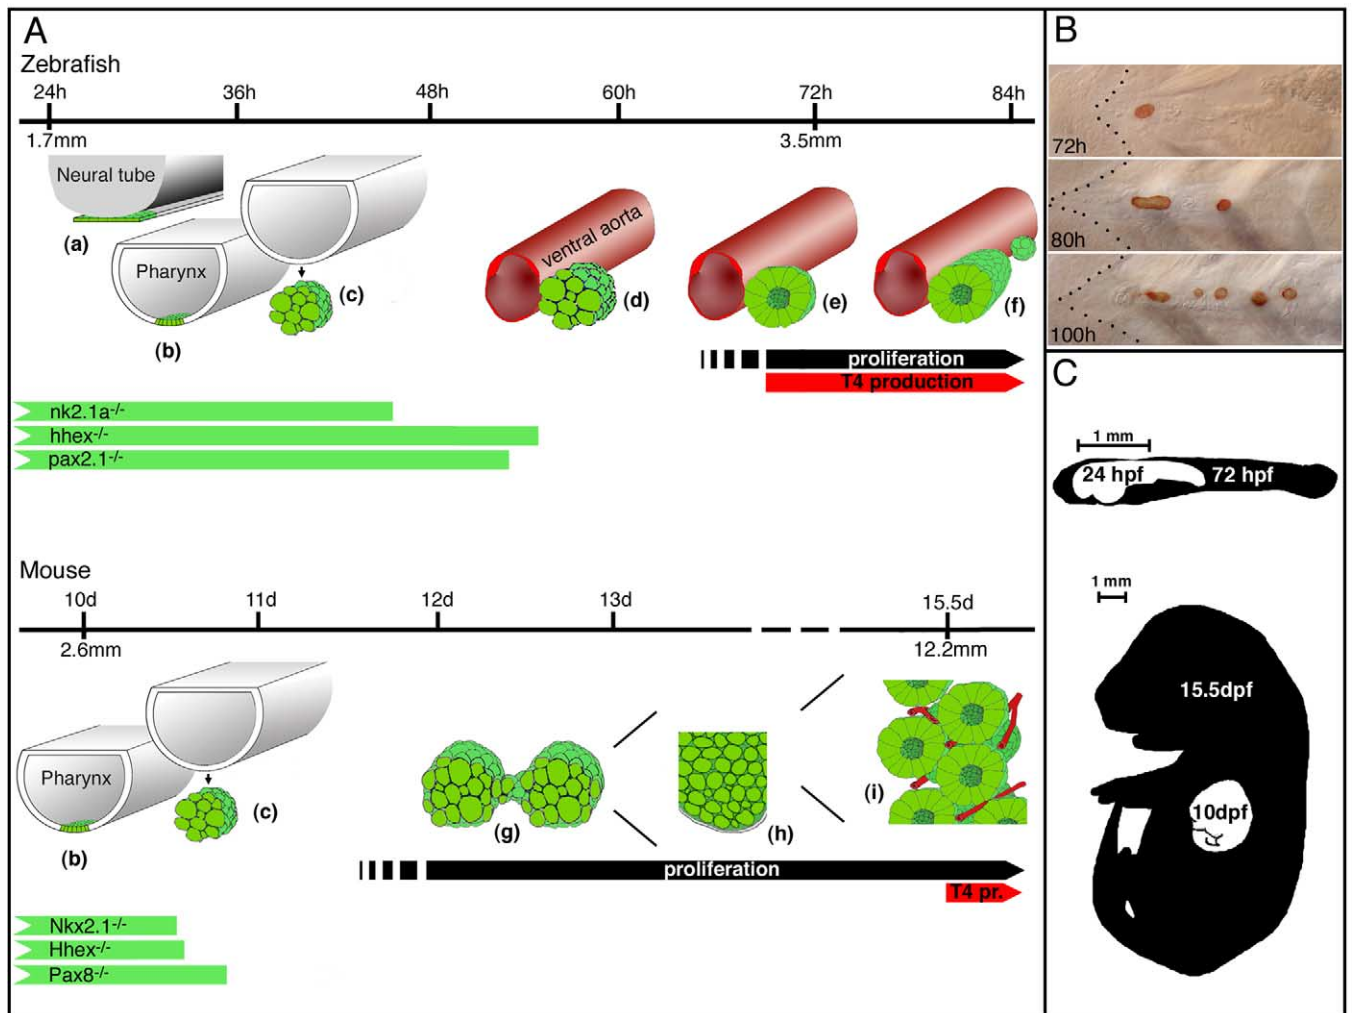 A
Zebrafish
24h 36h 48h 60h 72h 84h
1.7mm 3.5mm
Neural tube
(a)
Pharynx
(b)
(c)
ventral aorta
(d)
(e)
(f)
proliferation
T4 production
nk2.1a-/-
hhex-/-
pax2.1-/-
Mouse
10d 11d 12d 13d 15.5d
2.6mm 12.2mm
Pharynx
(b)
(c)
(g)
(h)
(i)
proliferation
T4 pr.
Nkx2.1-/-
Hhex-/-
Pax8-/-
B
72h
80h
100h
C
1 mm
24 hpf 72 hpf
1 mm
15.5dpf
10dpf